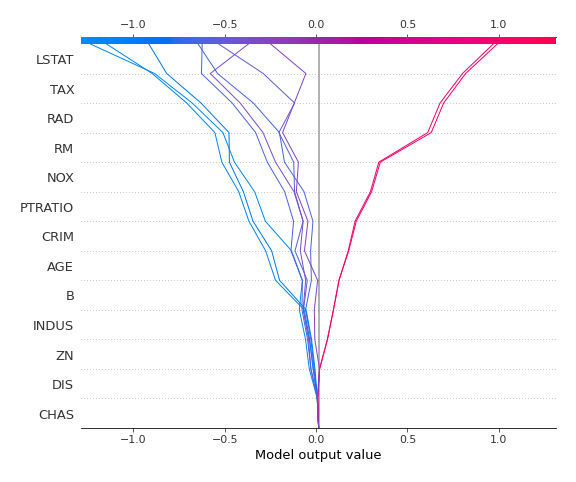 −1.0 −0.5 0.0 0.5 1.0
LSTAT
TAX
RAD
RM
NOX
PTRATIO
CRIM
AGE
B
INDUS
ZN
DIS
CHAS
−1.0 −0.5 0.0 0.5 1.0
Model output value